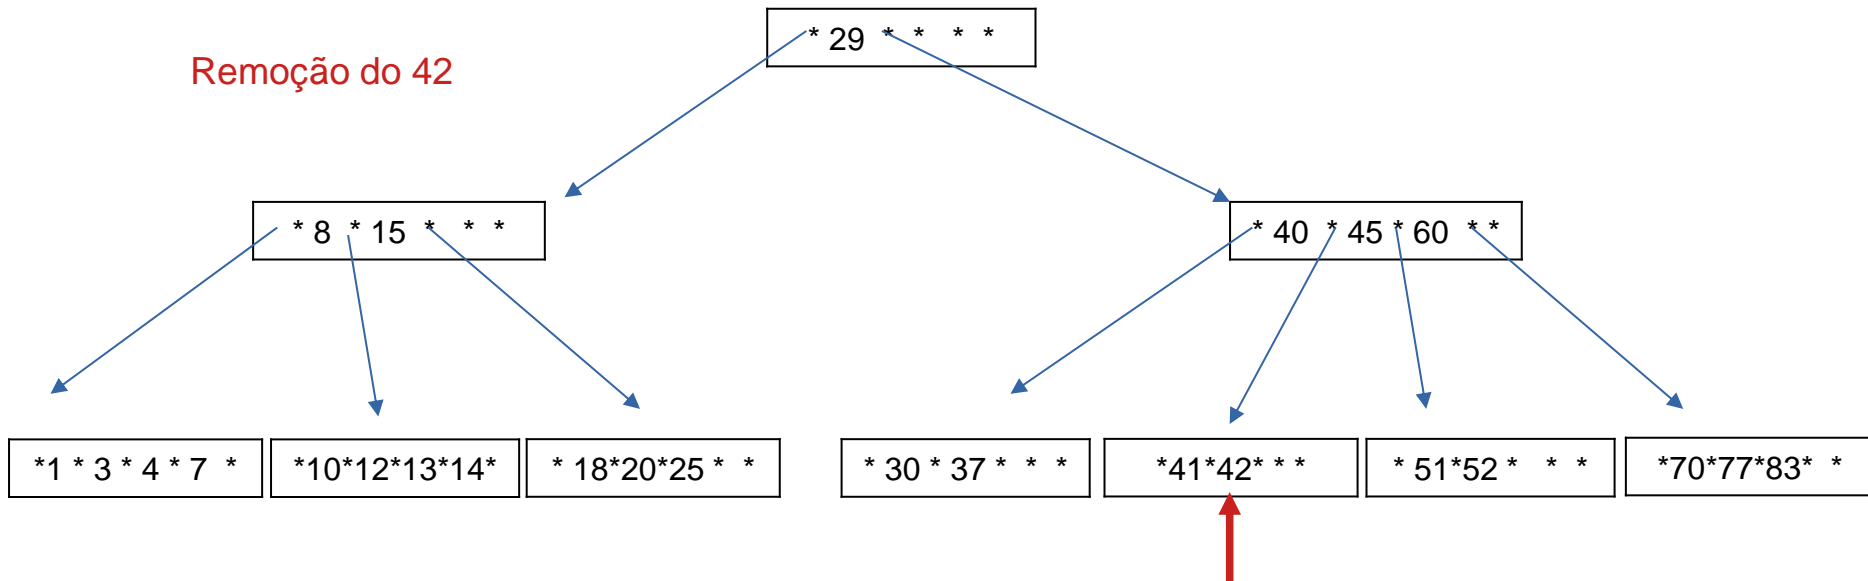 * 29 * * * *
Remoção do 42
* 8 * 15 * * *
* 40 * 45 * 60 * *
*1 * 3 * 4 * 7 *
*10*12*13*14*
* 18*20*25 * *
* 30 * 37 * * *
*41*42* * *
* 51*52 * * *
*70*77*83* *